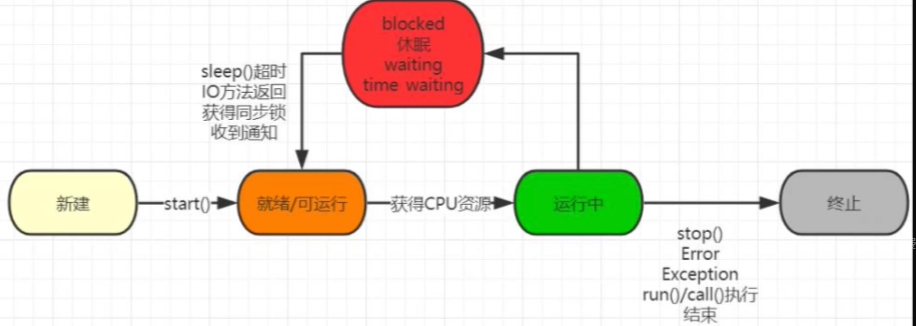 blocked
休眠
waiting
time waiting
sleep()超时
IO方法返回
获得同步锁
收到通知
新建
start()
就绪/可运行
获得CPU资源
运行中
终止
stop()
Error
Exception
run()/call()执行
结束